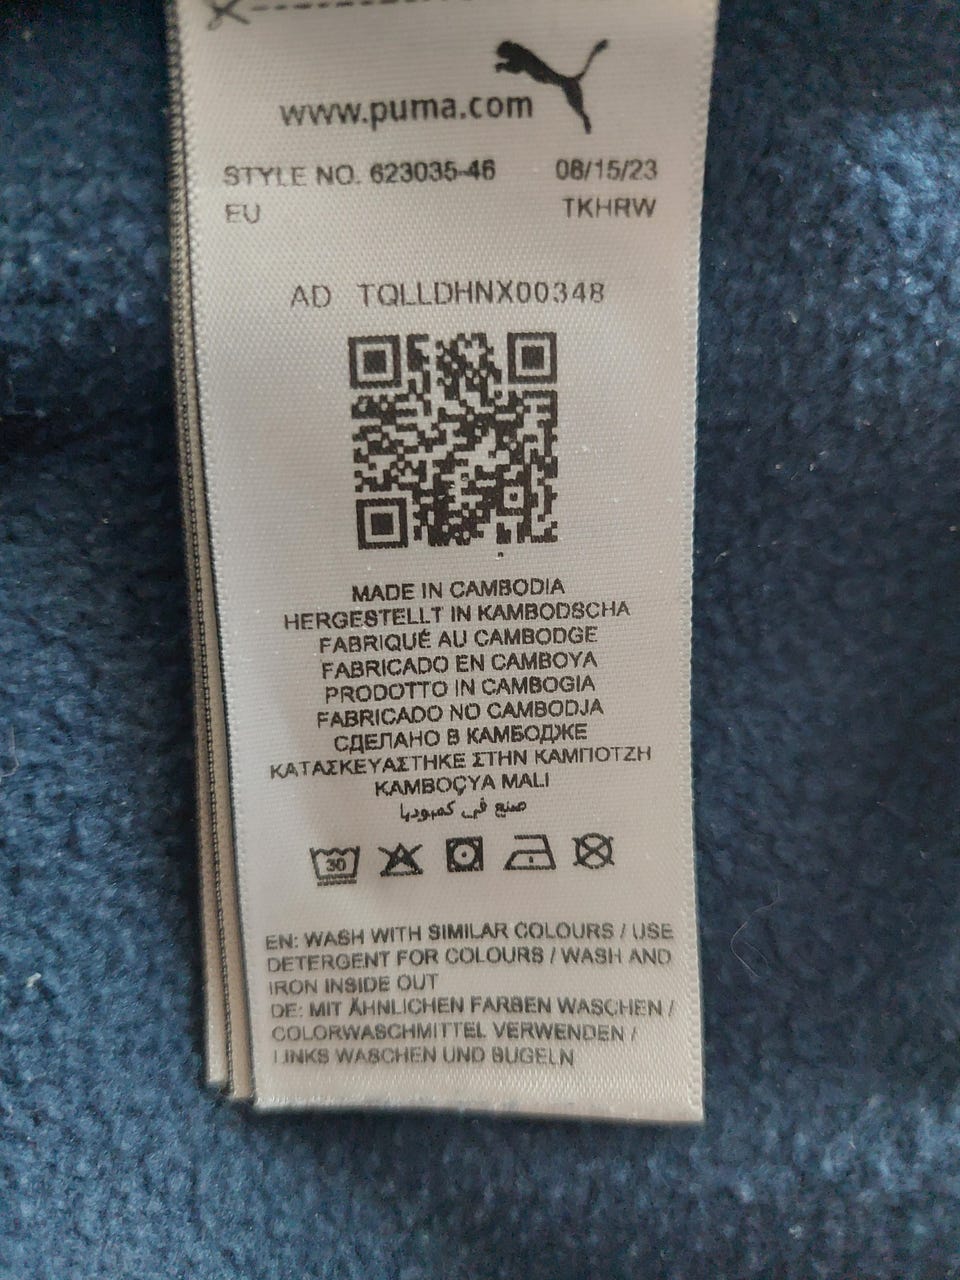 www.puma.com
STYLE NO. 623035-46 08/15/23
EU TKHRW
AD TQLLDHNX00348
MADE IN CAMBODIA
HERGESTELLT IN KAMBODSCHA
FABRIQUÉ AU CAMBODGE
FABRICADO EN CAMBOYA
PRODOTTO IN CAMBOGIA
FABRICADO NO CAMBODJA
СДЕЛАНО В КАМБОДЖЕ
ΚΑΤΑΣΚΕΥΑΣΤΗΚΕ ΣΤΗΝ ΚΑΜΠΟΤΖΗ
KAMBOÇYA MALI
صنع في كمبوديا
30
EN: WASH WITH SIMILAR COLOURS / USE
DETERGENT FOR COLOURS / WASH AND
IRON INSIDE OUT
DE: MIT ÄHNLICHEN FARBEN WASCHEN /
COLORWASCHMITTEL VERWENDEN /
LINKS WASCHEN UND BÜGELN